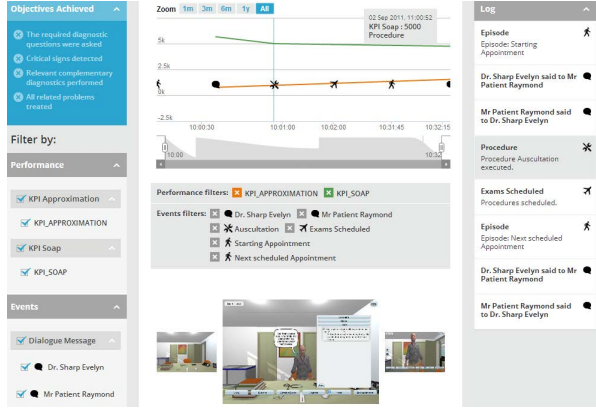 Objectives Achieved
The required diagnostic
questions were asked
Critical signs detected
Relevant complementary
diagnostics performed
All related problems
treated
Filter by:
Performance
KPI Approximation
KPI_APPROXIMATION
KPI Soap
KPI_SOAP
Events
Dialogue Message
Dr. Sharp Evelyn
Mr Patient Raymond
Zoom 1m 3m 6m 1y All
02 Sep 2011. 11:00:52
KPI Soap : 5000
Procedure
5k
2.5k
0k
-2.5k
10:00:30 10:01:00 10:02:00 10:31:45 10:32:15
10:00 10:32
Performance filters: KPI_APPROXIMATION KPI_SOAP
Events filters: Dr. Sharp Evelyn Mr Patient Raymond
Auscultation Exams Scheduled
Starting Appointment
Next scheduled Appointment
Log
Episode
Episode: Starting
Appointment
Dr. Sharp Evelyn said to Mr
Patient Raymond
Mr Patient Raymond said
to Dr. Sharp Evelyn
Procedure
Procedure Auscultation
executed.
Exams Scheduled
Procedures scheduled.
Episode
Episode: Next scheduled
Appointment
Dr. Sharp Evelyn said to Mr
Patient Raymond
Mr Patient Raymond said
to Dr. Sharp Evelyn